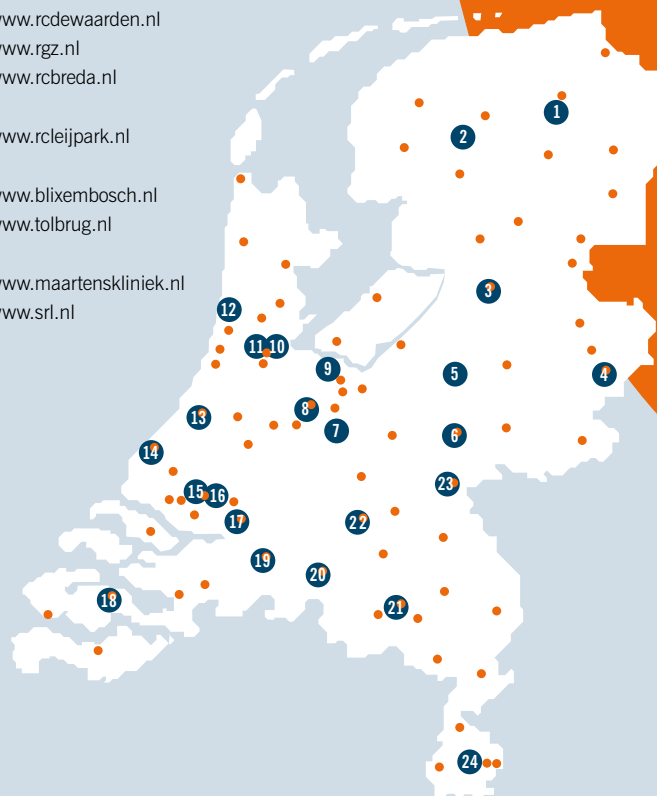 www.rcdewaarden.nl
www.rgz.nl
www.rcbreda.nl
www.rcleijpark.nl
www.blixembosch.nl
www.tolbrug.nl
www.maartenskliniek.nl
www.srl.nl
1
2
3
12
11 10
9
5
4
8
13
7
6
14
23
15 16
17
22
19
20
18
21
24